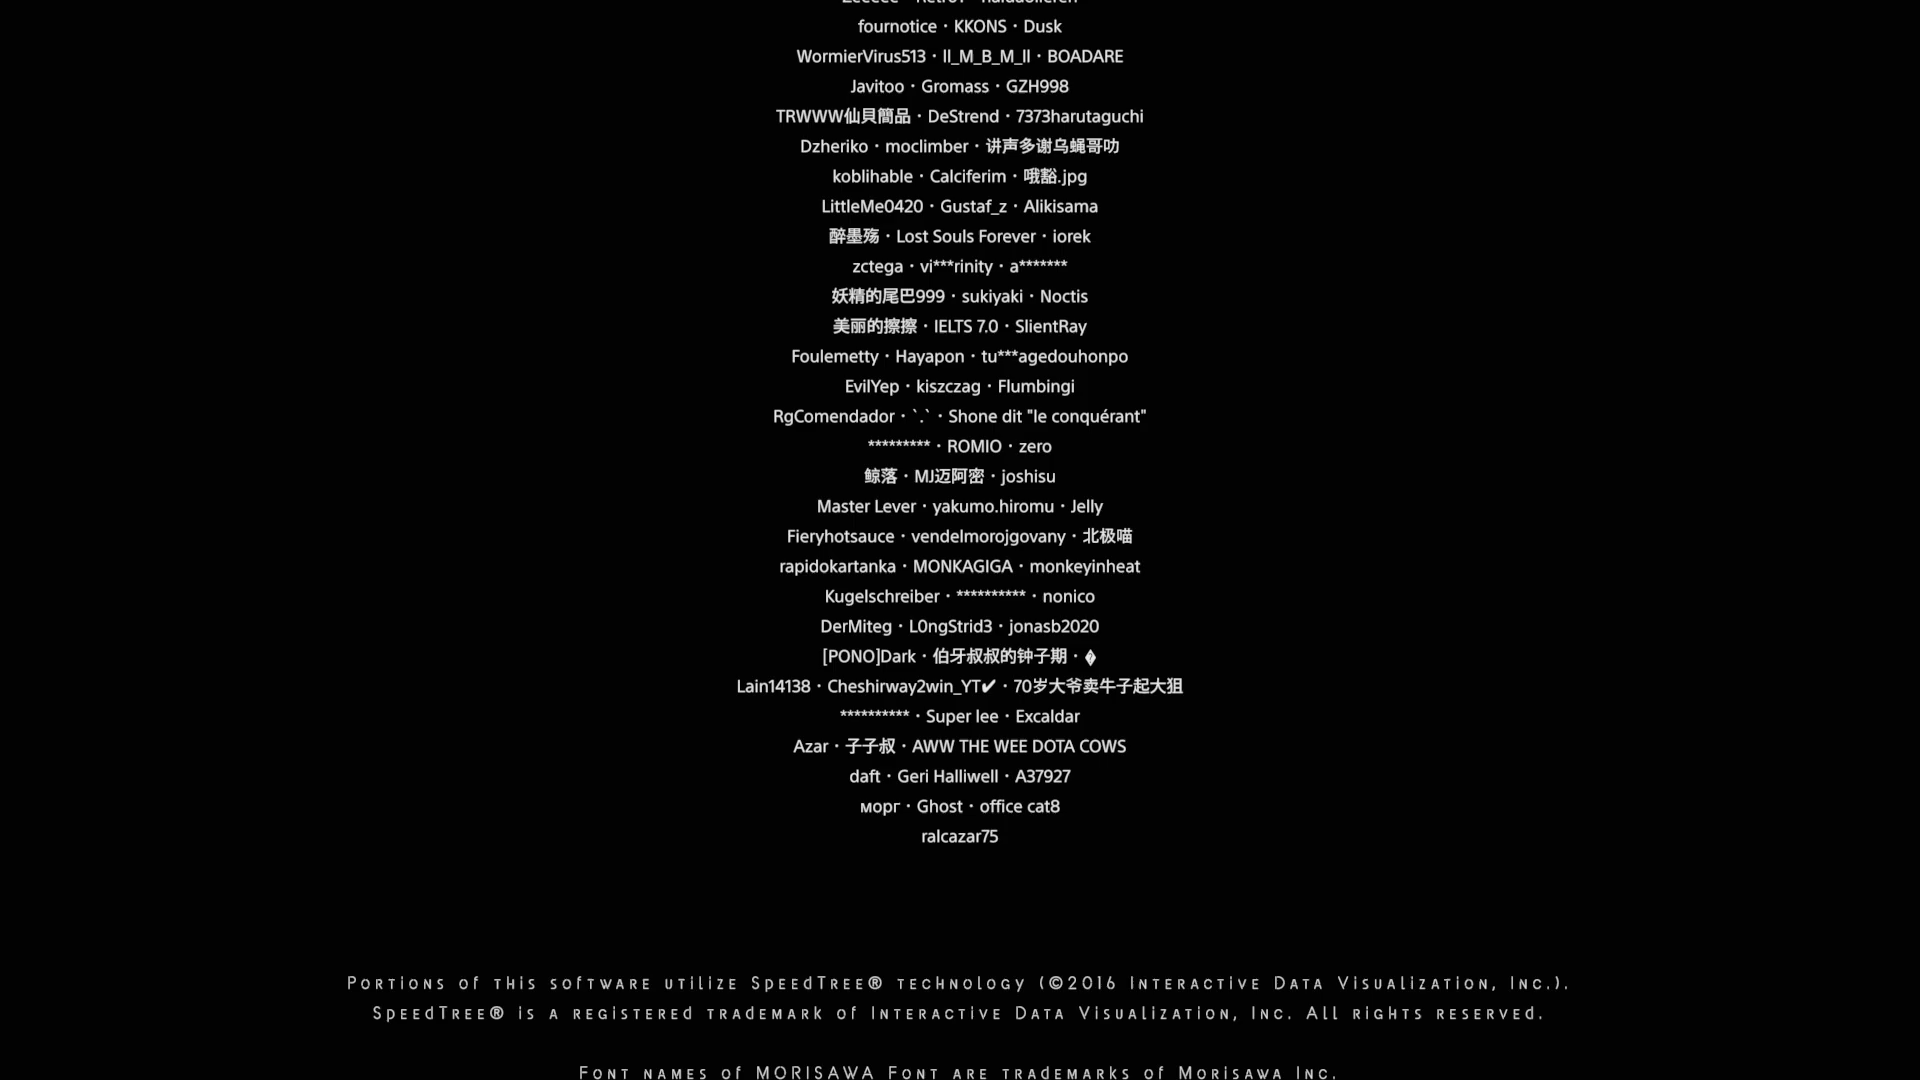 fournotice · KKONS · Dusk
WormierVirus513 · ll_M_B_M_ll · BOADARE
Javitoo · Gromass · GZH998
TRWWW仙貝簡品 · DeStrend · 7373harutaguchi
Dzheriko · moclimber · 讲声多谢乌蝇哥叻
koblihable · Calciferim · 哦豁.jpg
LittleMe0420 · Gustaf_z · Alikisama
醉墨殇 · Lost Souls Forever · iorek
zctega · vi***rinity · a*******
妖精的尾巴999 · sukiyaki · Noctis
美丽的擦擦 · IELTS 7.0 · SlientRay
Foulemetty · Hayapon · tu***agedouhonpo
EvilYep · kiszczag · Flumbingi
RgComendador · `.` · Shone dit "le conquérant"
********* · ROMIO · zero
鲸落 · MJ迈阿密 · joshisu
Master Lever · yakumo.hiromu · Jelly
Fieryhotsauce · vendelmorojgovany · 北极喵
rapidokartanka · MONKAGIGA · monkeyinheat
Kugelschreiber · ********** · nonico
DerMiteg · L0ngStrid3 · jonasb2020
[PONO]Dark · 伯牙叔叔的钟子期 · �
Lain14138 · Cheshirway2win_YT✔ · 70岁大爷卖牛子起大狙
********** · Super lee · Excaldar
Azar · 子子叔 · AWW THE WEE DOTA COWS
daft · Geri Halliwell · A37927
морг · Ghost · office cat8
ralcazar75
Portions of this software utilize SpeedTree® technology (©2016 Interactive Data Visualization, Inc.).
SpeedTree® is a registered trademark of Interactive Data Visualization, Inc. All rights reserved.
Font names of MORISAWA Font are trademarks of Morisawa Inc.